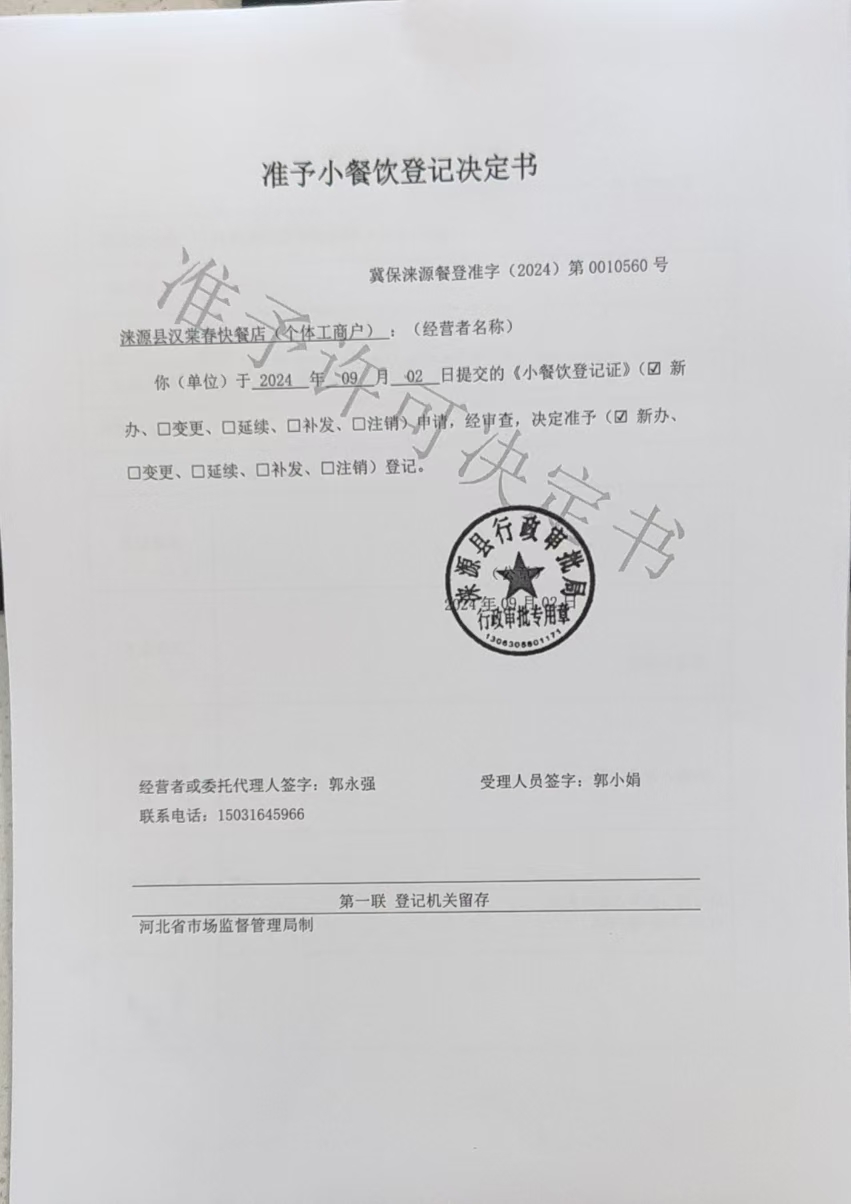 准予小餐饮登记决定书
冀保涞源餐登准字（2024）第 0010560 号
涞源县汉棠春快餐店（个体工商户）：（经营者名称）
你（单位）于 2024 年 09 月 02 日提交的《小餐饮登记证》（☑ 新
办、□变更、□延续、□补发、□注销）申请，经审查，决定准予（☑ 新办、
□变更、□延续、□补发、□注销）登记。
准予许可决定书
涞源县行政审批局
2024 年 09 月 02 日
行政审批专用章
经营者或委托代理人签字：郭永强
受理人员签字：郭小娟
联系电话：15031645966
第一联 登记机关留存
河北省市场监督管理局制